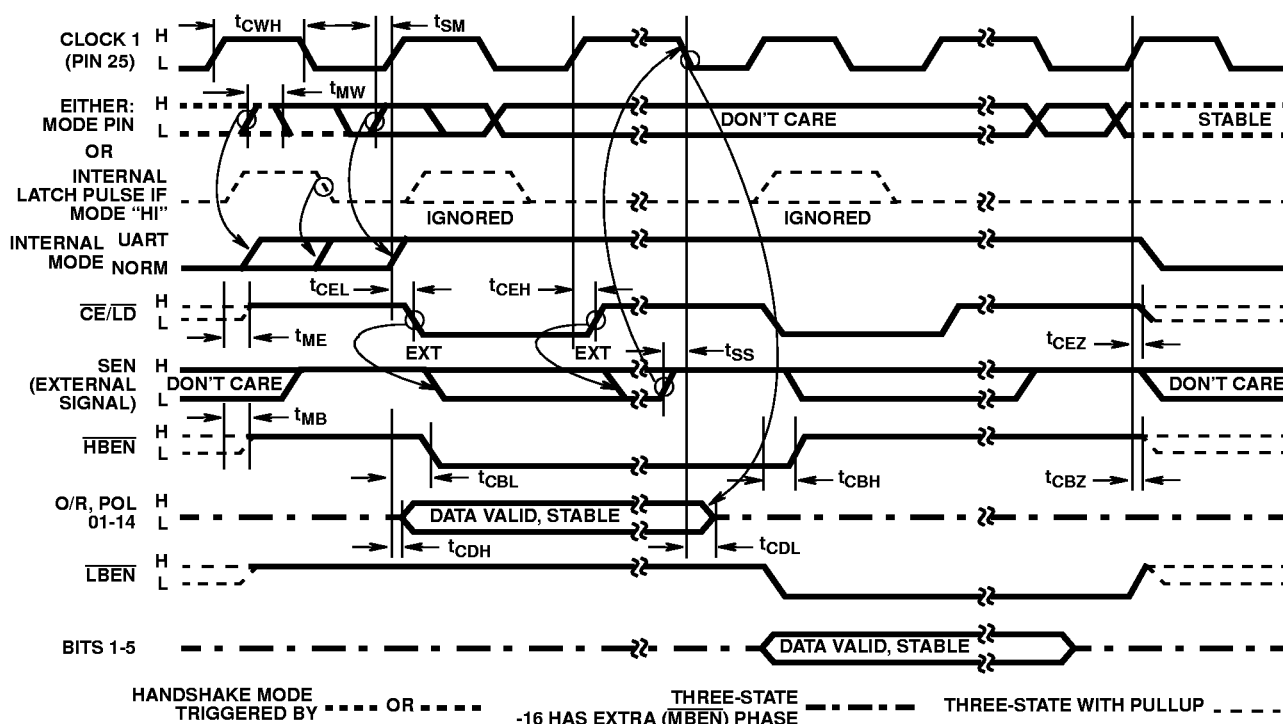 tCWH
tSM
CLOCK 1
(PIN 25)
H
L
tMW
EITHER:
MODE PIN
H
L
DON'T CARE
STABLE
OR
INTERNAL
LATCH PULSE IF
MODE “HI”
IGNORED
IGNORED
INTERNAL
MODE
UART
NORM
tCEL
tCEH
CE/LD
H
L
tME
EXT
EXT
tSS
tCEZ
SEN
(EXTERNAL
SIGNAL)
H
L
DON'T CARE
DON'T CARE
tMB
HBEN
H
L
tCBL
tCBH
tCBZ
O/R, POL
01-14
H
L
DATA VALID, STABLE
tCDH
tCDL
LBEN
H
L
BITS 1-5
DATA VALID, STABLE
HANDSHAKE MODE
TRIGGERED BY
OR
THREE-STATE
-16 HAS EXTRA (MBEN) PHASE
THREE-STATE WITH PULLUP